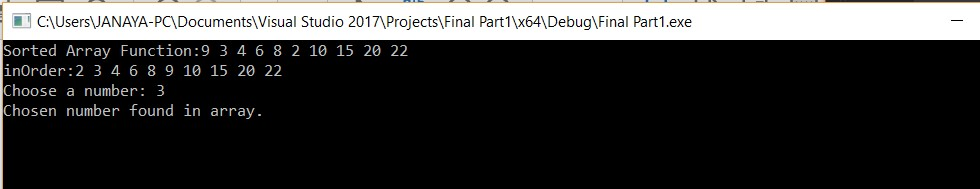 C:\Users\JANAYA-PC\Documents\Visual Studio 2017\Projects\Final Part1\x64\Debug\Final Part1.exe
Sorted Array Function:9 3 4 6 8 2 10 15 20 22
inOrder:2 3 4 6 8 9 10 15 20 22
Choose a number: 3
Chosen number found in array.